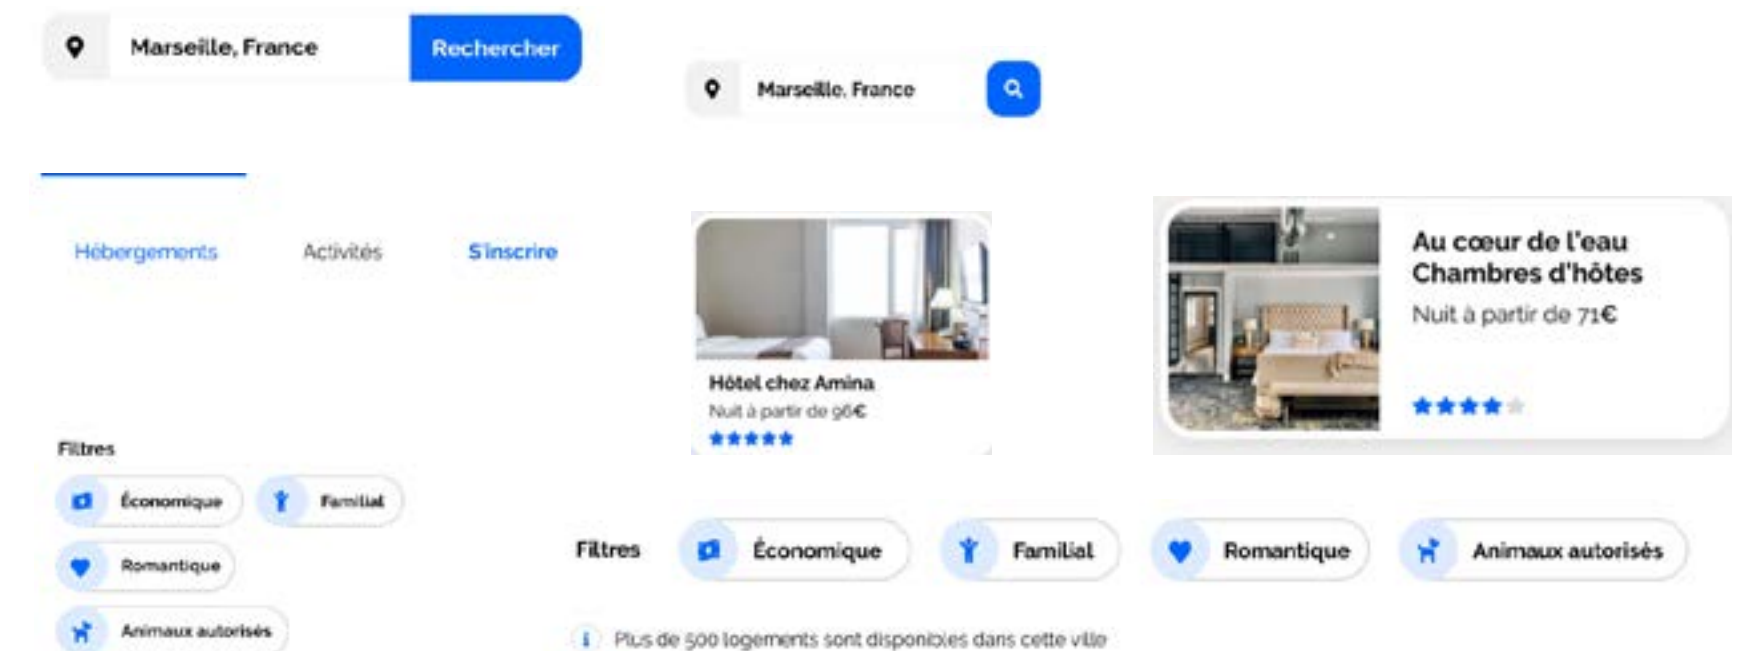 Marseille, France
Rechercher
Marseille, France
Hébergements
Activités
S'inscrire
Hôtel chez Amina
Nuit à partir de 96€
Au cœur de l'eau
Chambres d'hôtes
Nuit à partir de 71€
Filtres
Économique
Familial
Romantique
Animaux autorisés
Filtres
Économique
Familial
Romantique
Animaux autorisés
Plus de 500 logements sont disponibles dans cette ville